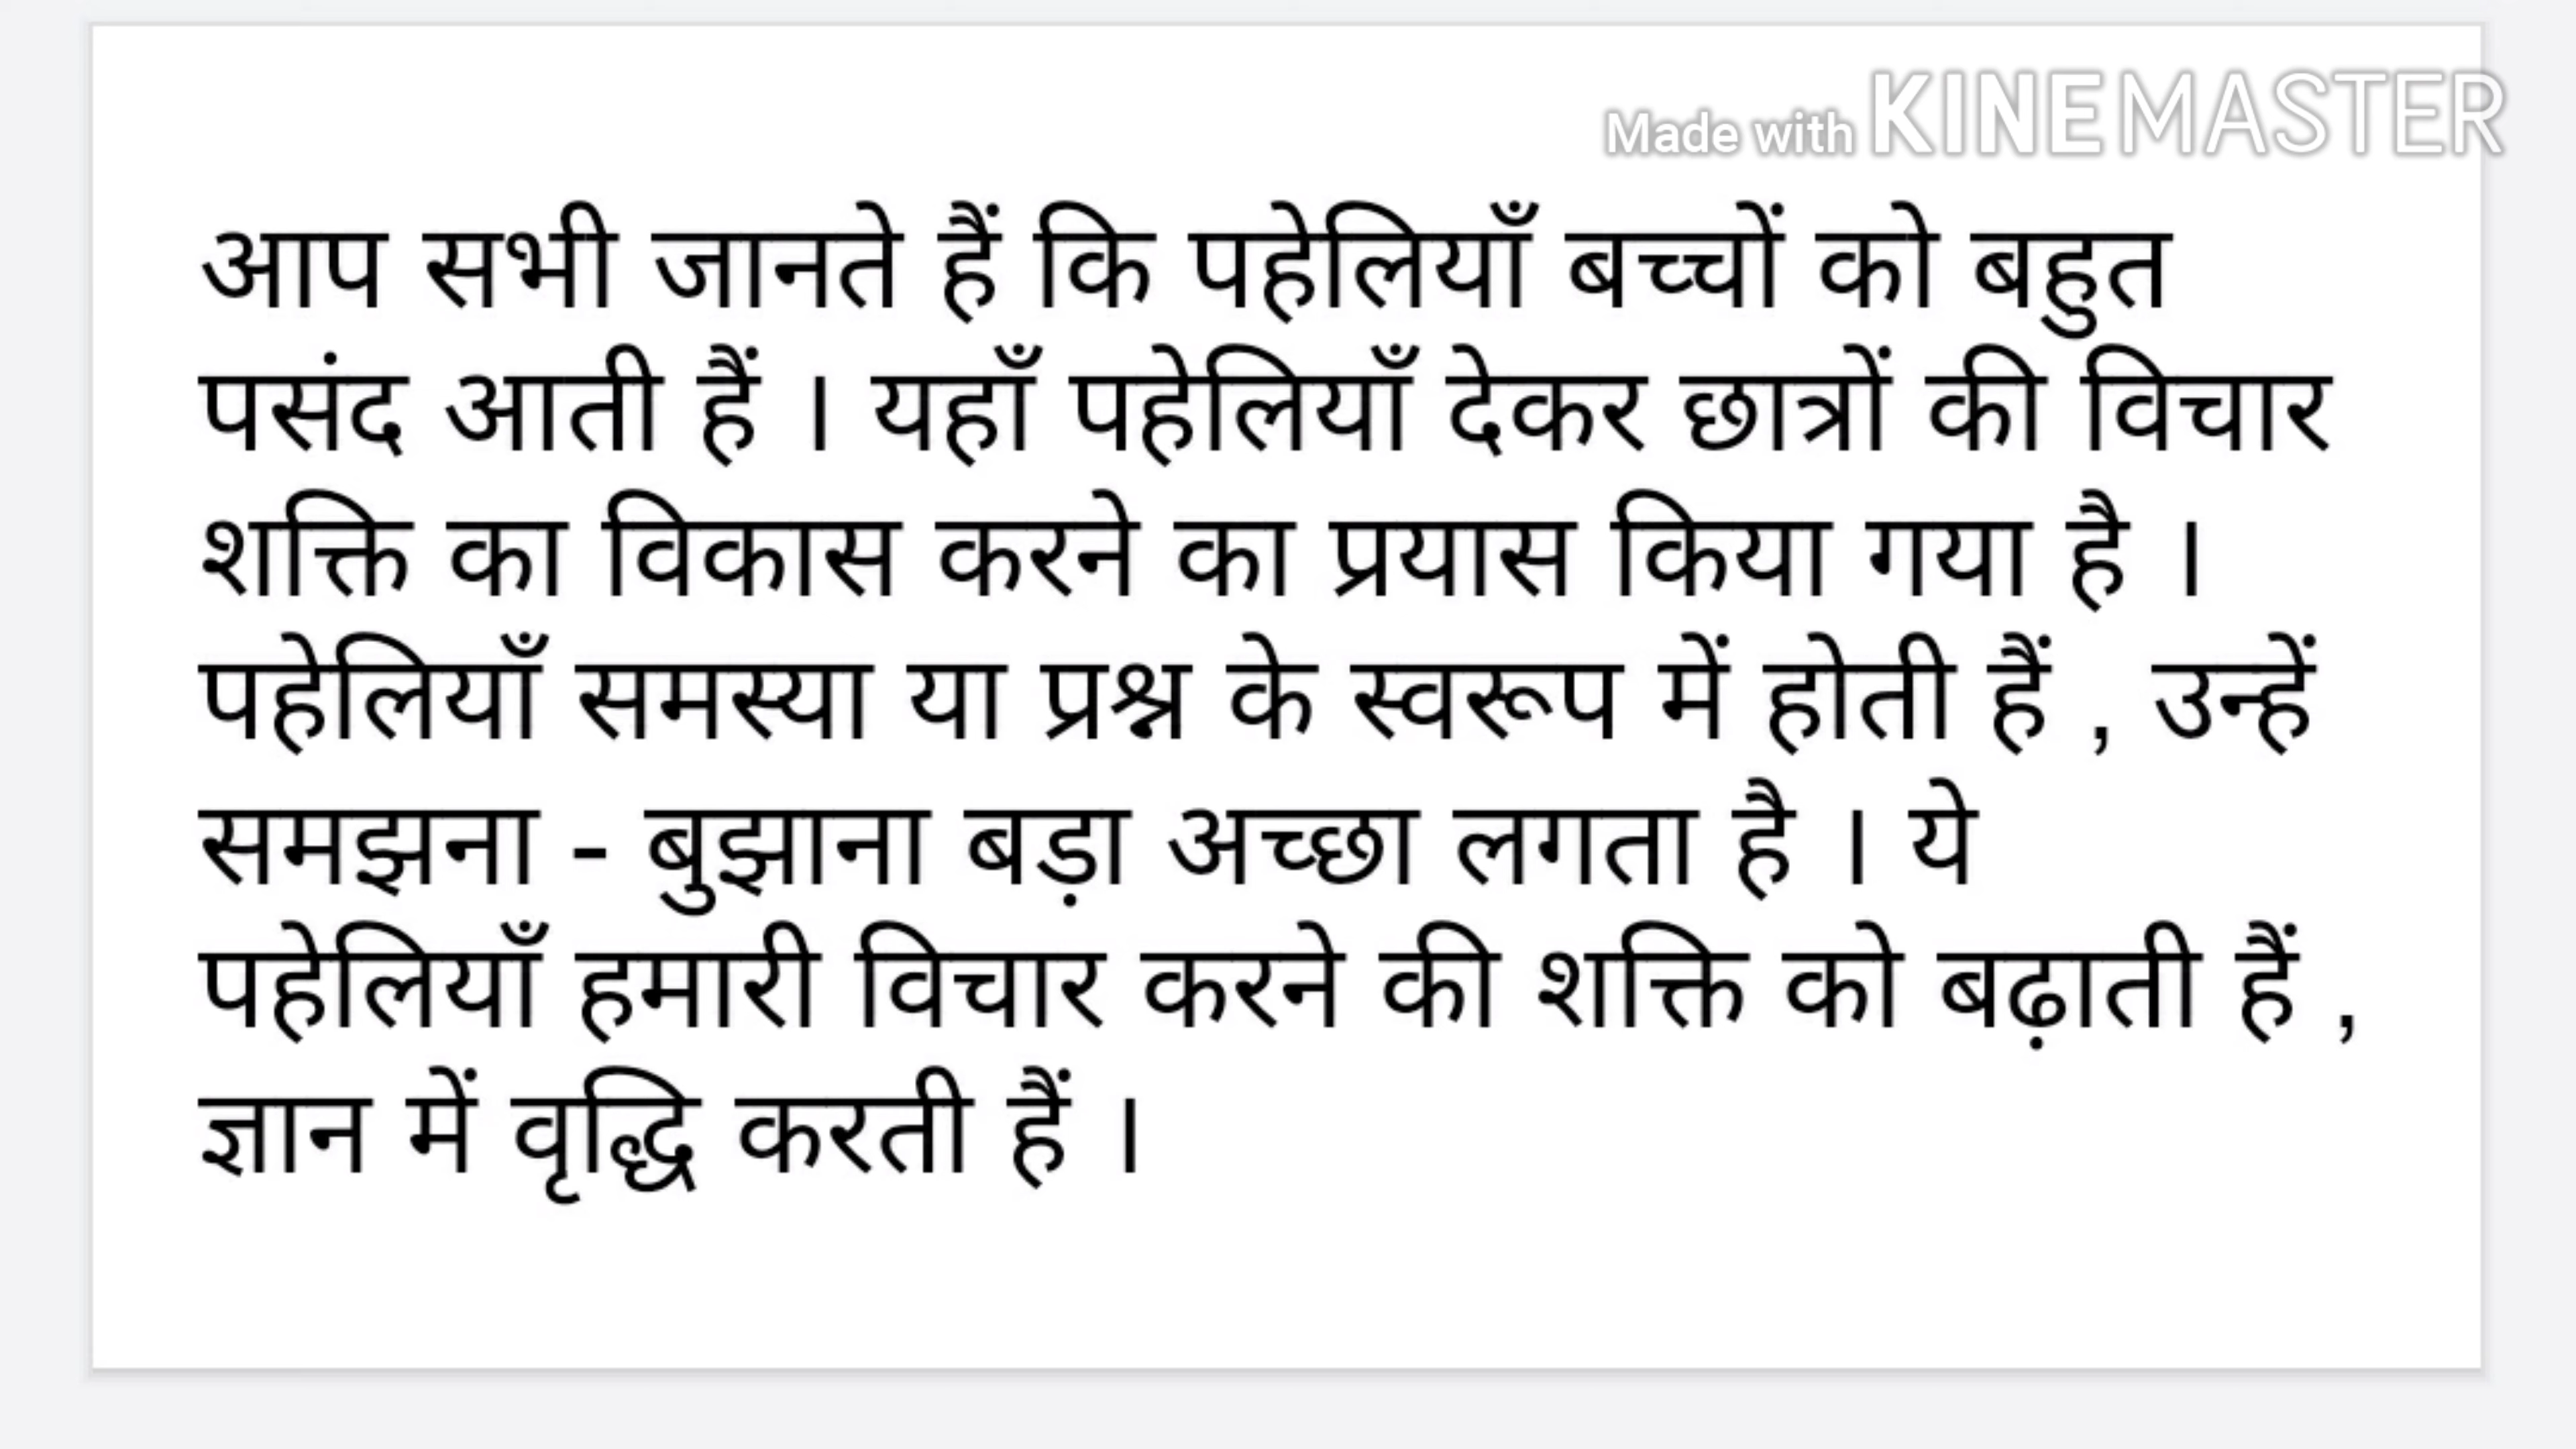 Made with KINEMASTER
आप सभी जानते हैं कि पहेलियाँ बच्चों को बहुत
पसंद आती हैं । यहाँ पहेलियाँ देकर छात्रों की विचार
शक्ति का विकास करने का प्रयास किया गया है ।
पहेलियाँ समस्या या प्रश्न के स्वरूप में होती हैं , उन्हें
समझना - बुझाना बड़ा अच्छा लगता है । ये
पहेलियाँ हमारी विचार करने की शक्ति को बढ़ाती हैं ,
ज्ञान में वृद्धि करती हैं ।